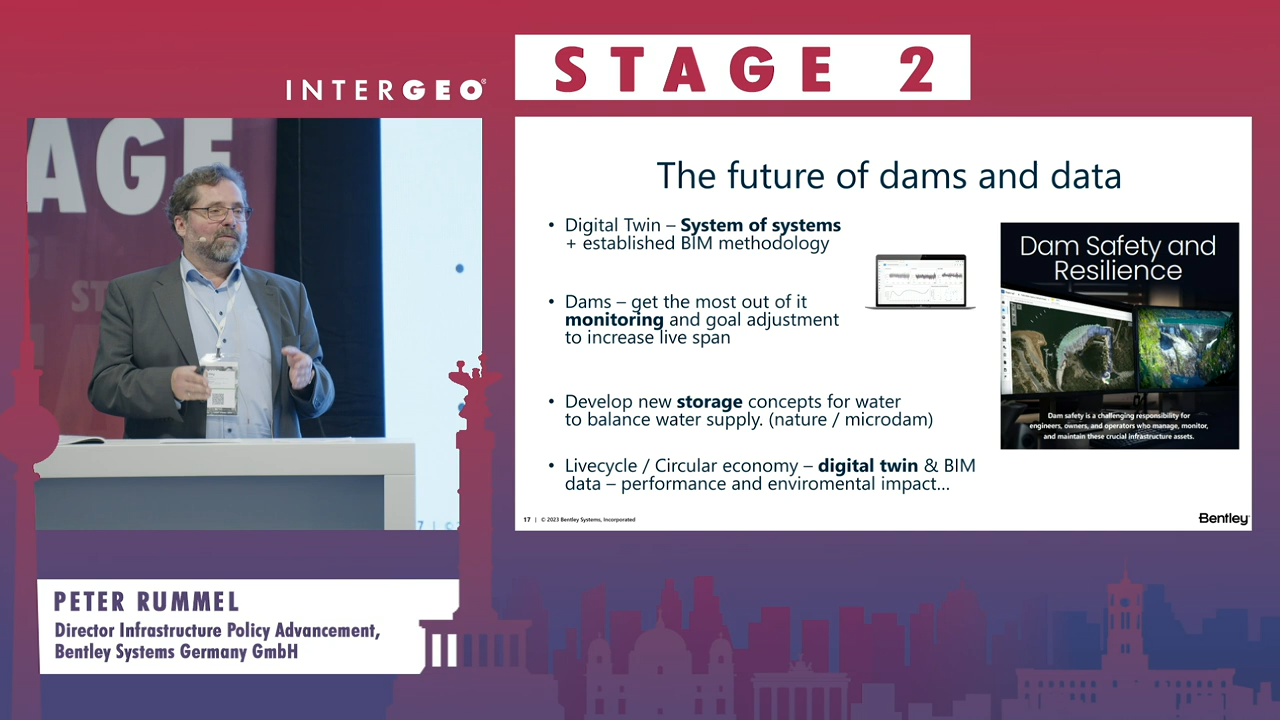 INTERGEO®
STAGE 2
AGE
ST
The future of dams and data
• Digital Twin – System of systems
+ established BIM methodology
• Dams – get the most out of it
monitoring and goal adjustment
to increase live span
• Develop new storage concepts for water
to balance water supply. (nature / microdam)
• Livecycle / Circular economy – digital twin & BIM
data – performance and enviromental impact...
Dam Safety and
Resilience
Dam safety is a challenging responsibility for
engineers, owners, and operators who manage, monitor,
and maintain these crucial infrastructure assets.
17 | © 2023 Bentley Systems, Incorporated
Bentley
PETER RUMMEL
Director Infrastructure Policy Advancement,
Bentley Systems Germany GmbH